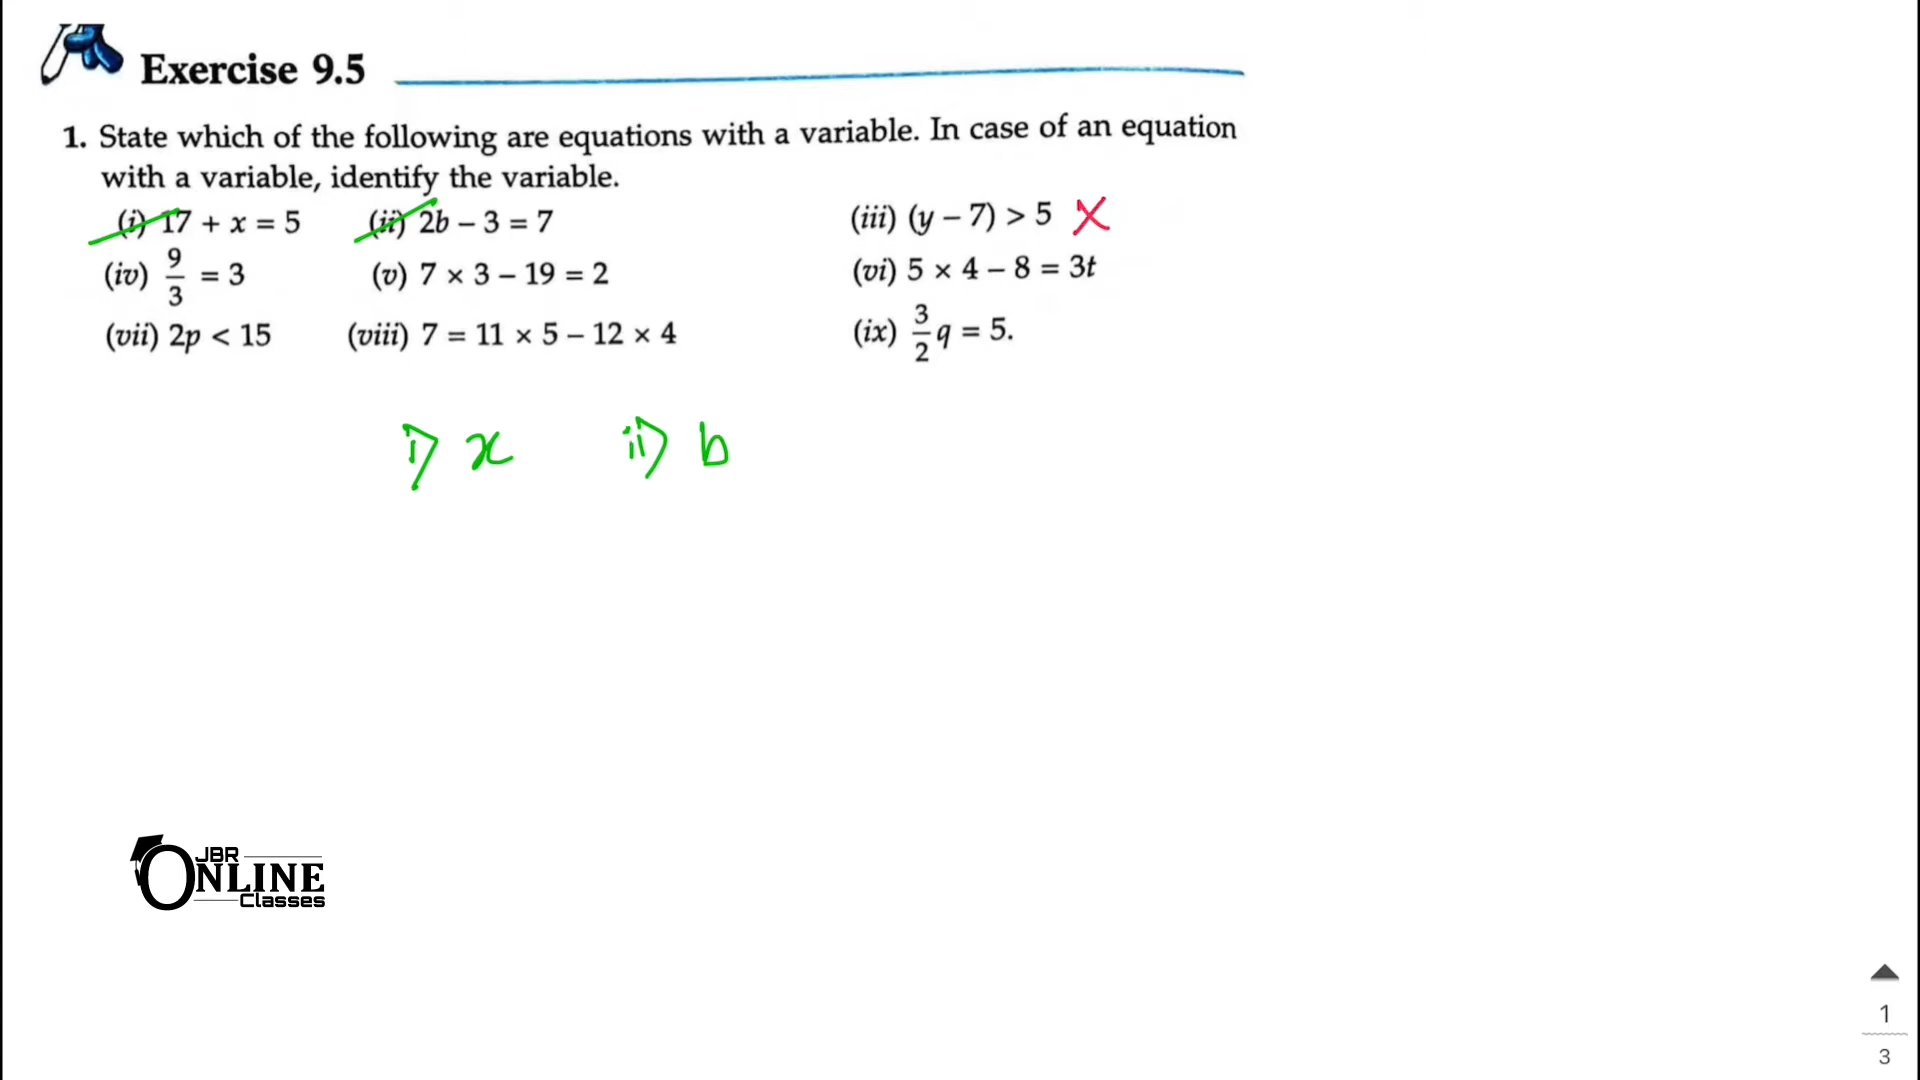 Exercise 9.5
1. State which of the following are equations with a variable. In case of an equation
with a variable, identify the variable.
(i) 17 + x = 5 (ii) 2b – 3 = 7 (iii) (y – 7) > 5 ×
(iv) 9/3 = 3 (v) 7 × 3 – 19 = 2 (vi) 5 × 4 – 8 = 3t
(vii) 2p < 15 (viii) 7 = 11 × 5 – 12 × 4 (ix) 3/2 q = 5.
i) x ii) b
JBR
ONLINE
Classes
1
3